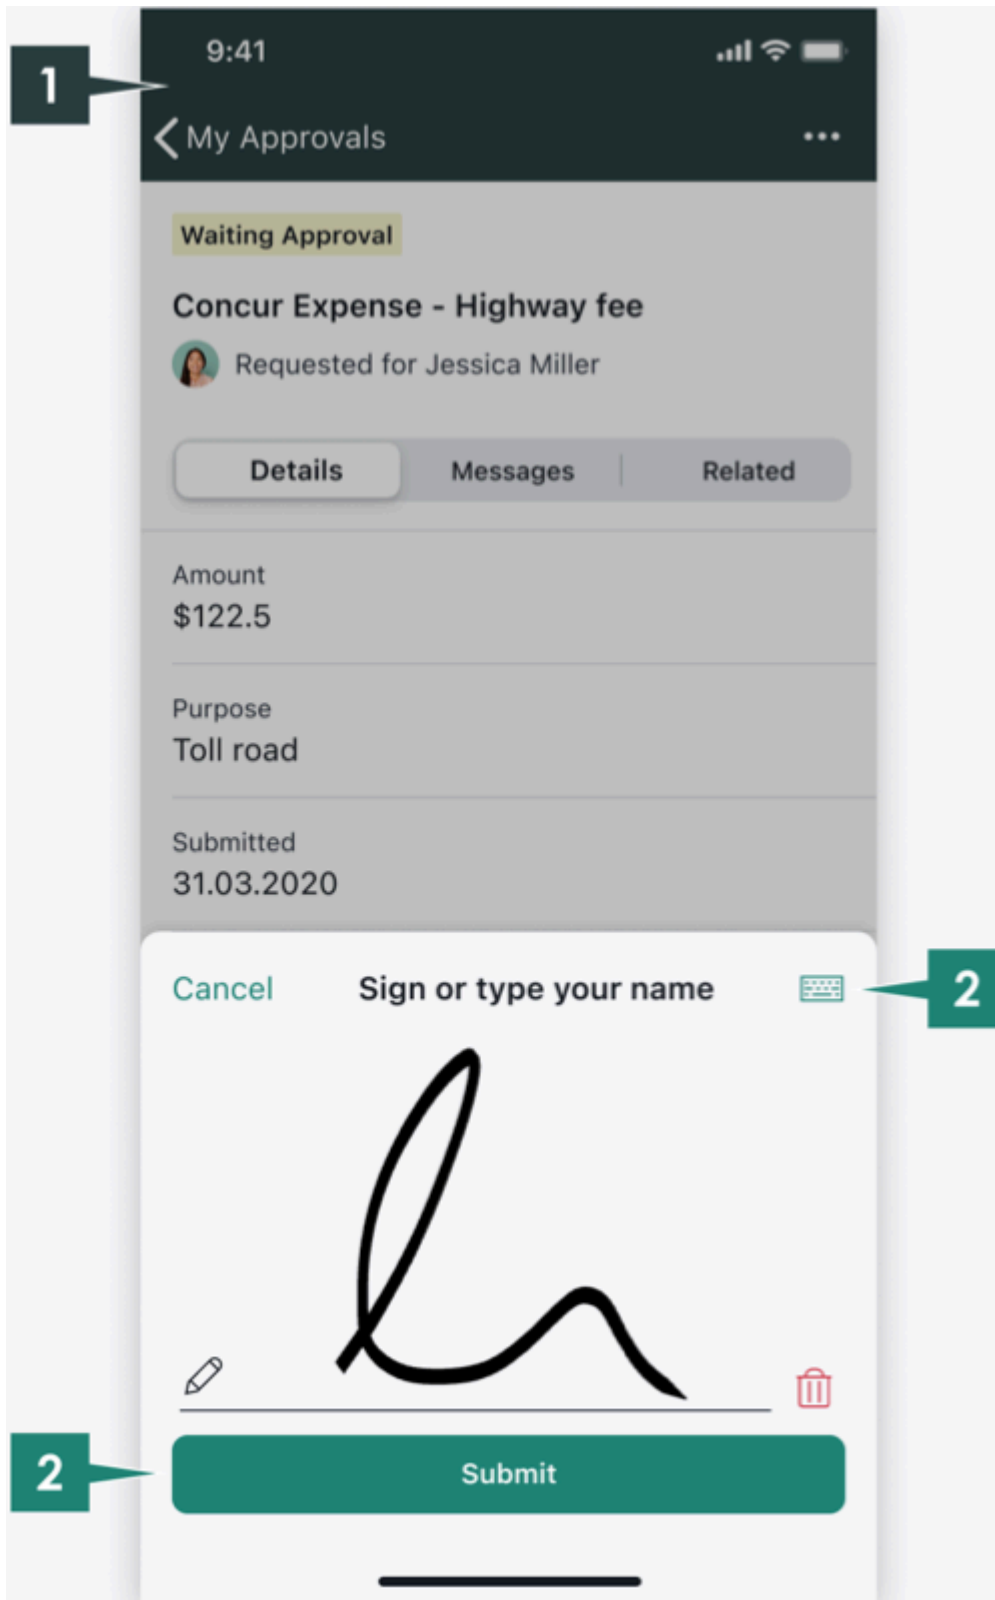 9:41
1
My Approvals
Waiting Approval
Concur Expense - Highway fee
Requested for Jessica Miller
Details Messages Related
Amount
$122.5
Purpose
Toll road
Submitted
31.03.2020
Cancel Sign or type your name
2
2
Submit